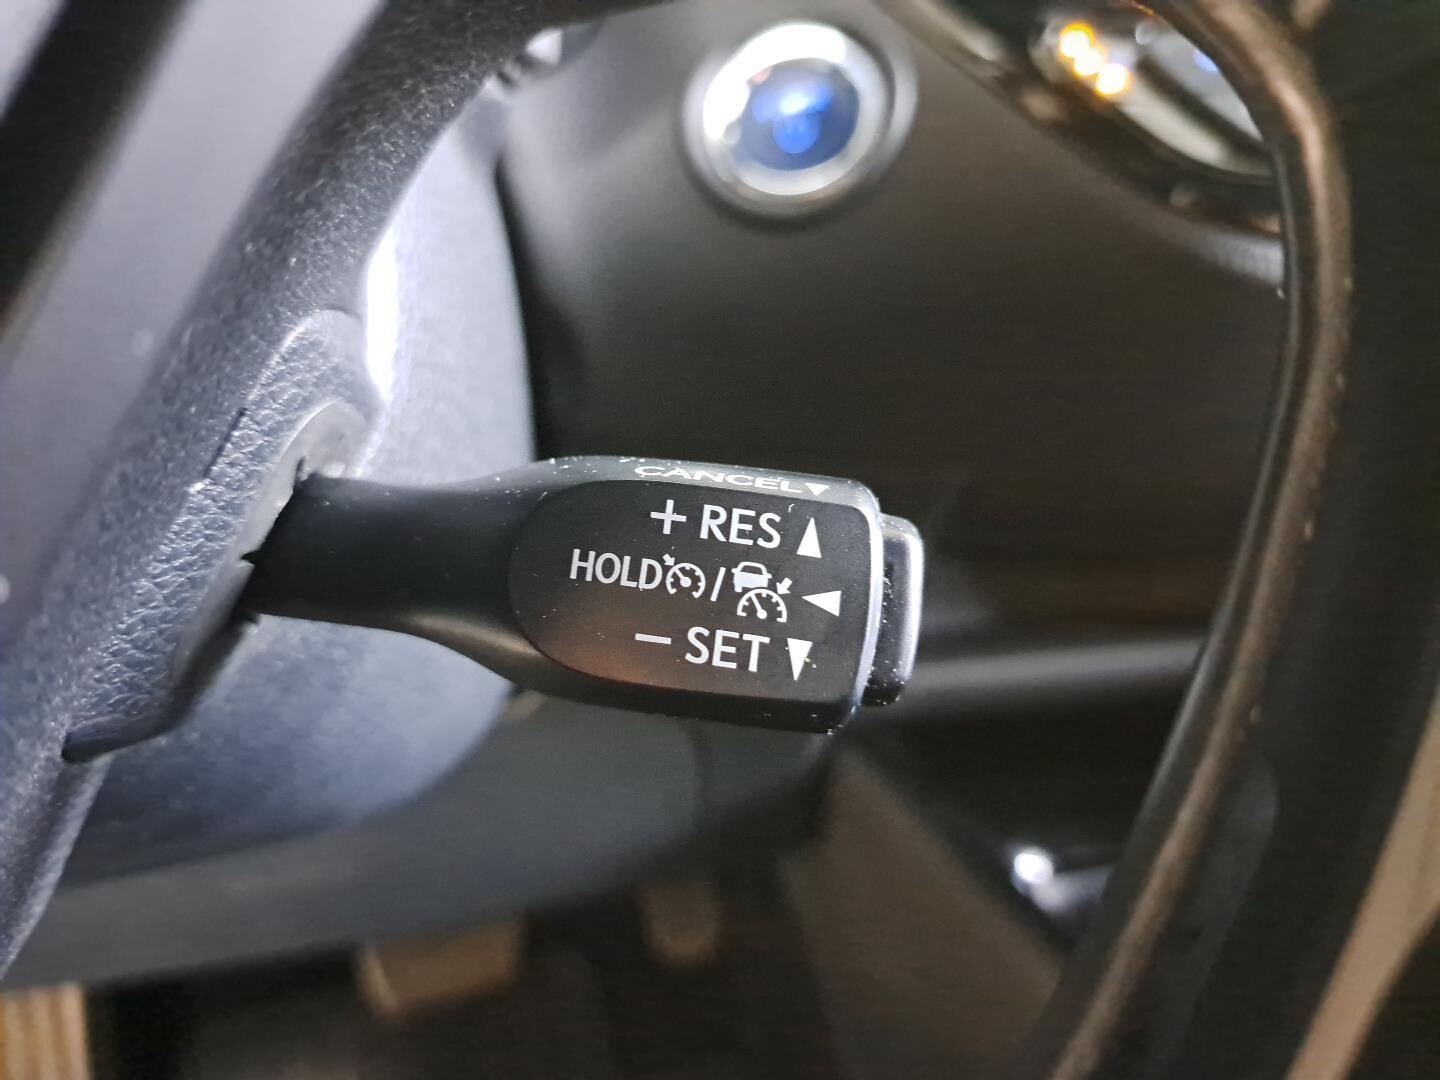 CANCEL▼
+ RES ▲
HOLD / ◀
− SET ▼